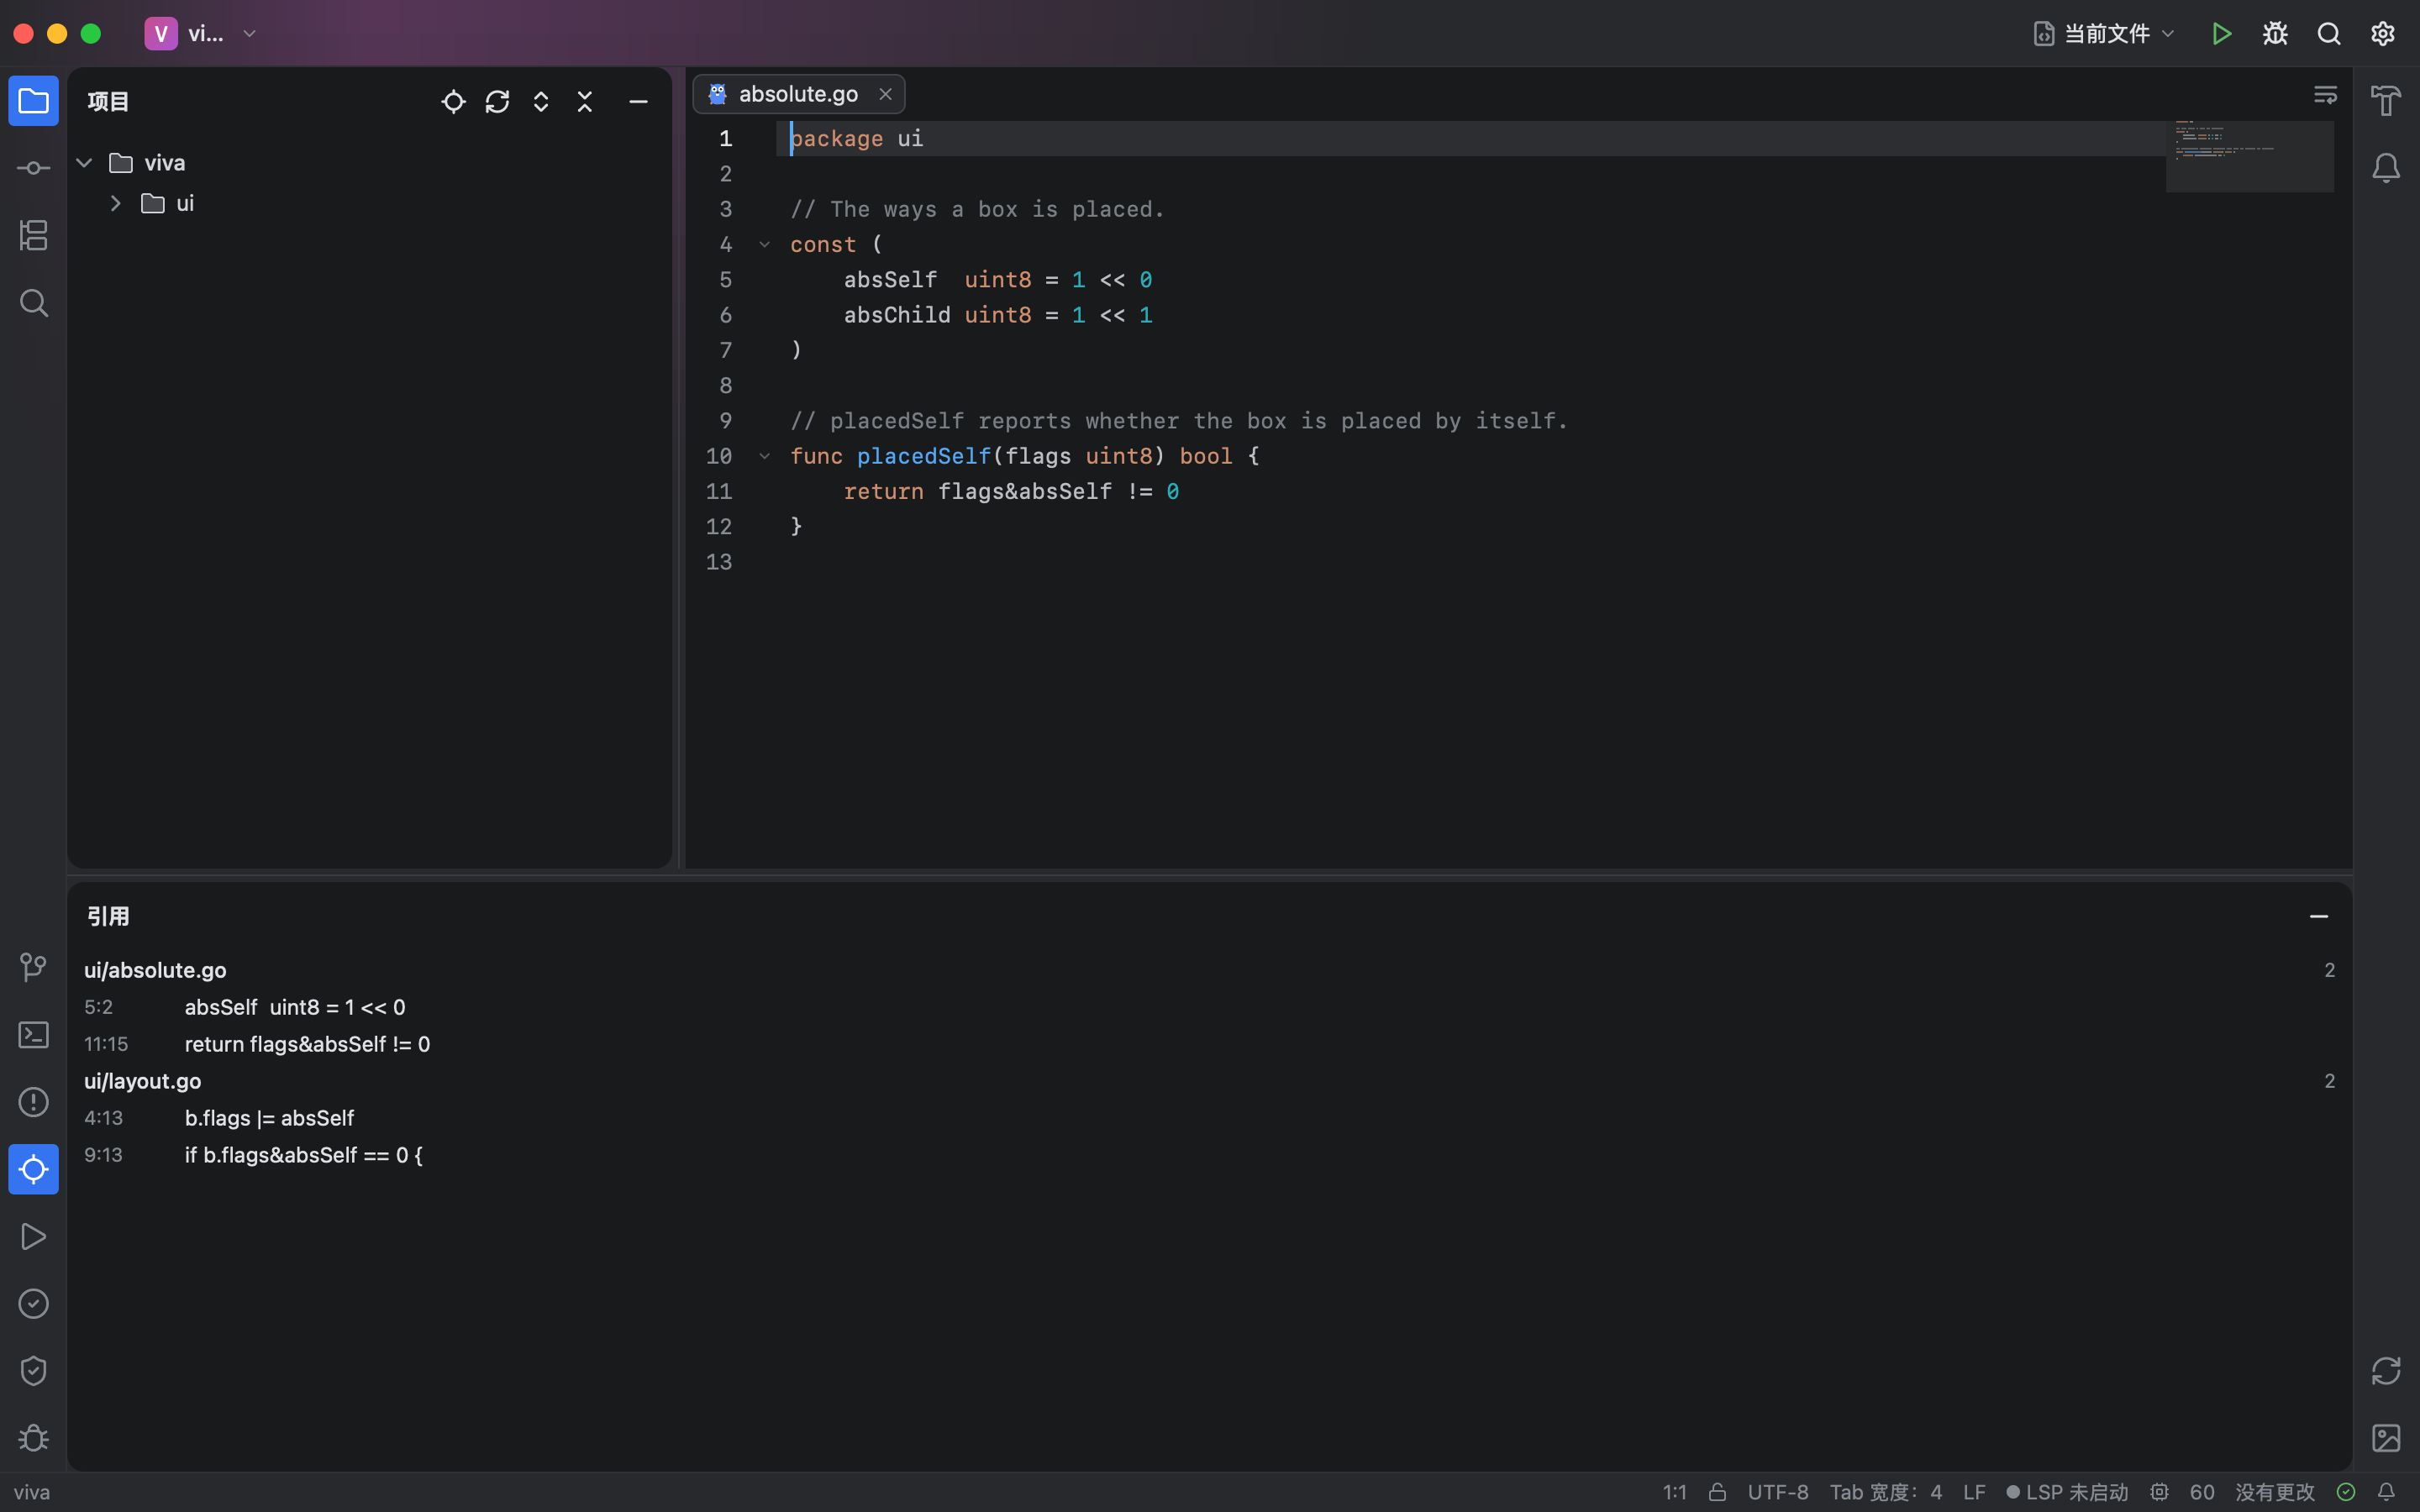 V vi... 当前文件
项目
viva
ui
absolute.go
1 package ui
2
3 // The ways a box is placed.
4 const (
5 absSelf  uint8 = 1 << 0
6 absChild uint8 = 1 << 1
7 )
8
9 // placedSelf reports whether the box is placed by itself.
10 func placedSelf(flags uint8) bool {
11 return flags&absSelf != 0
12 }
13
引用
ui/absolute.go 2
5:2 absSelf  uint8 = 1 << 0
11:15 return flags&absSelf != 0
ui/layout.go 2
4:13 b.flags |= absSelf
9:13 if b.flags&absSelf == 0 {
viva 1:1 UTF-8 Tab 宽度：4 LF LSP 未启动 60 没有更改